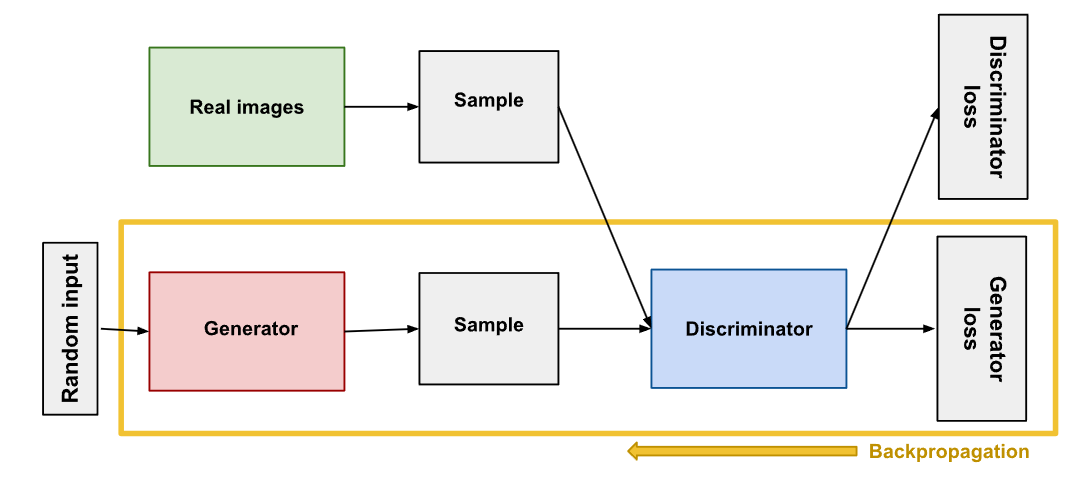 Real images
Sample
Discriminator
loss
Random input
Generator
Sample
Discriminator
Generator
loss
Backpropagation